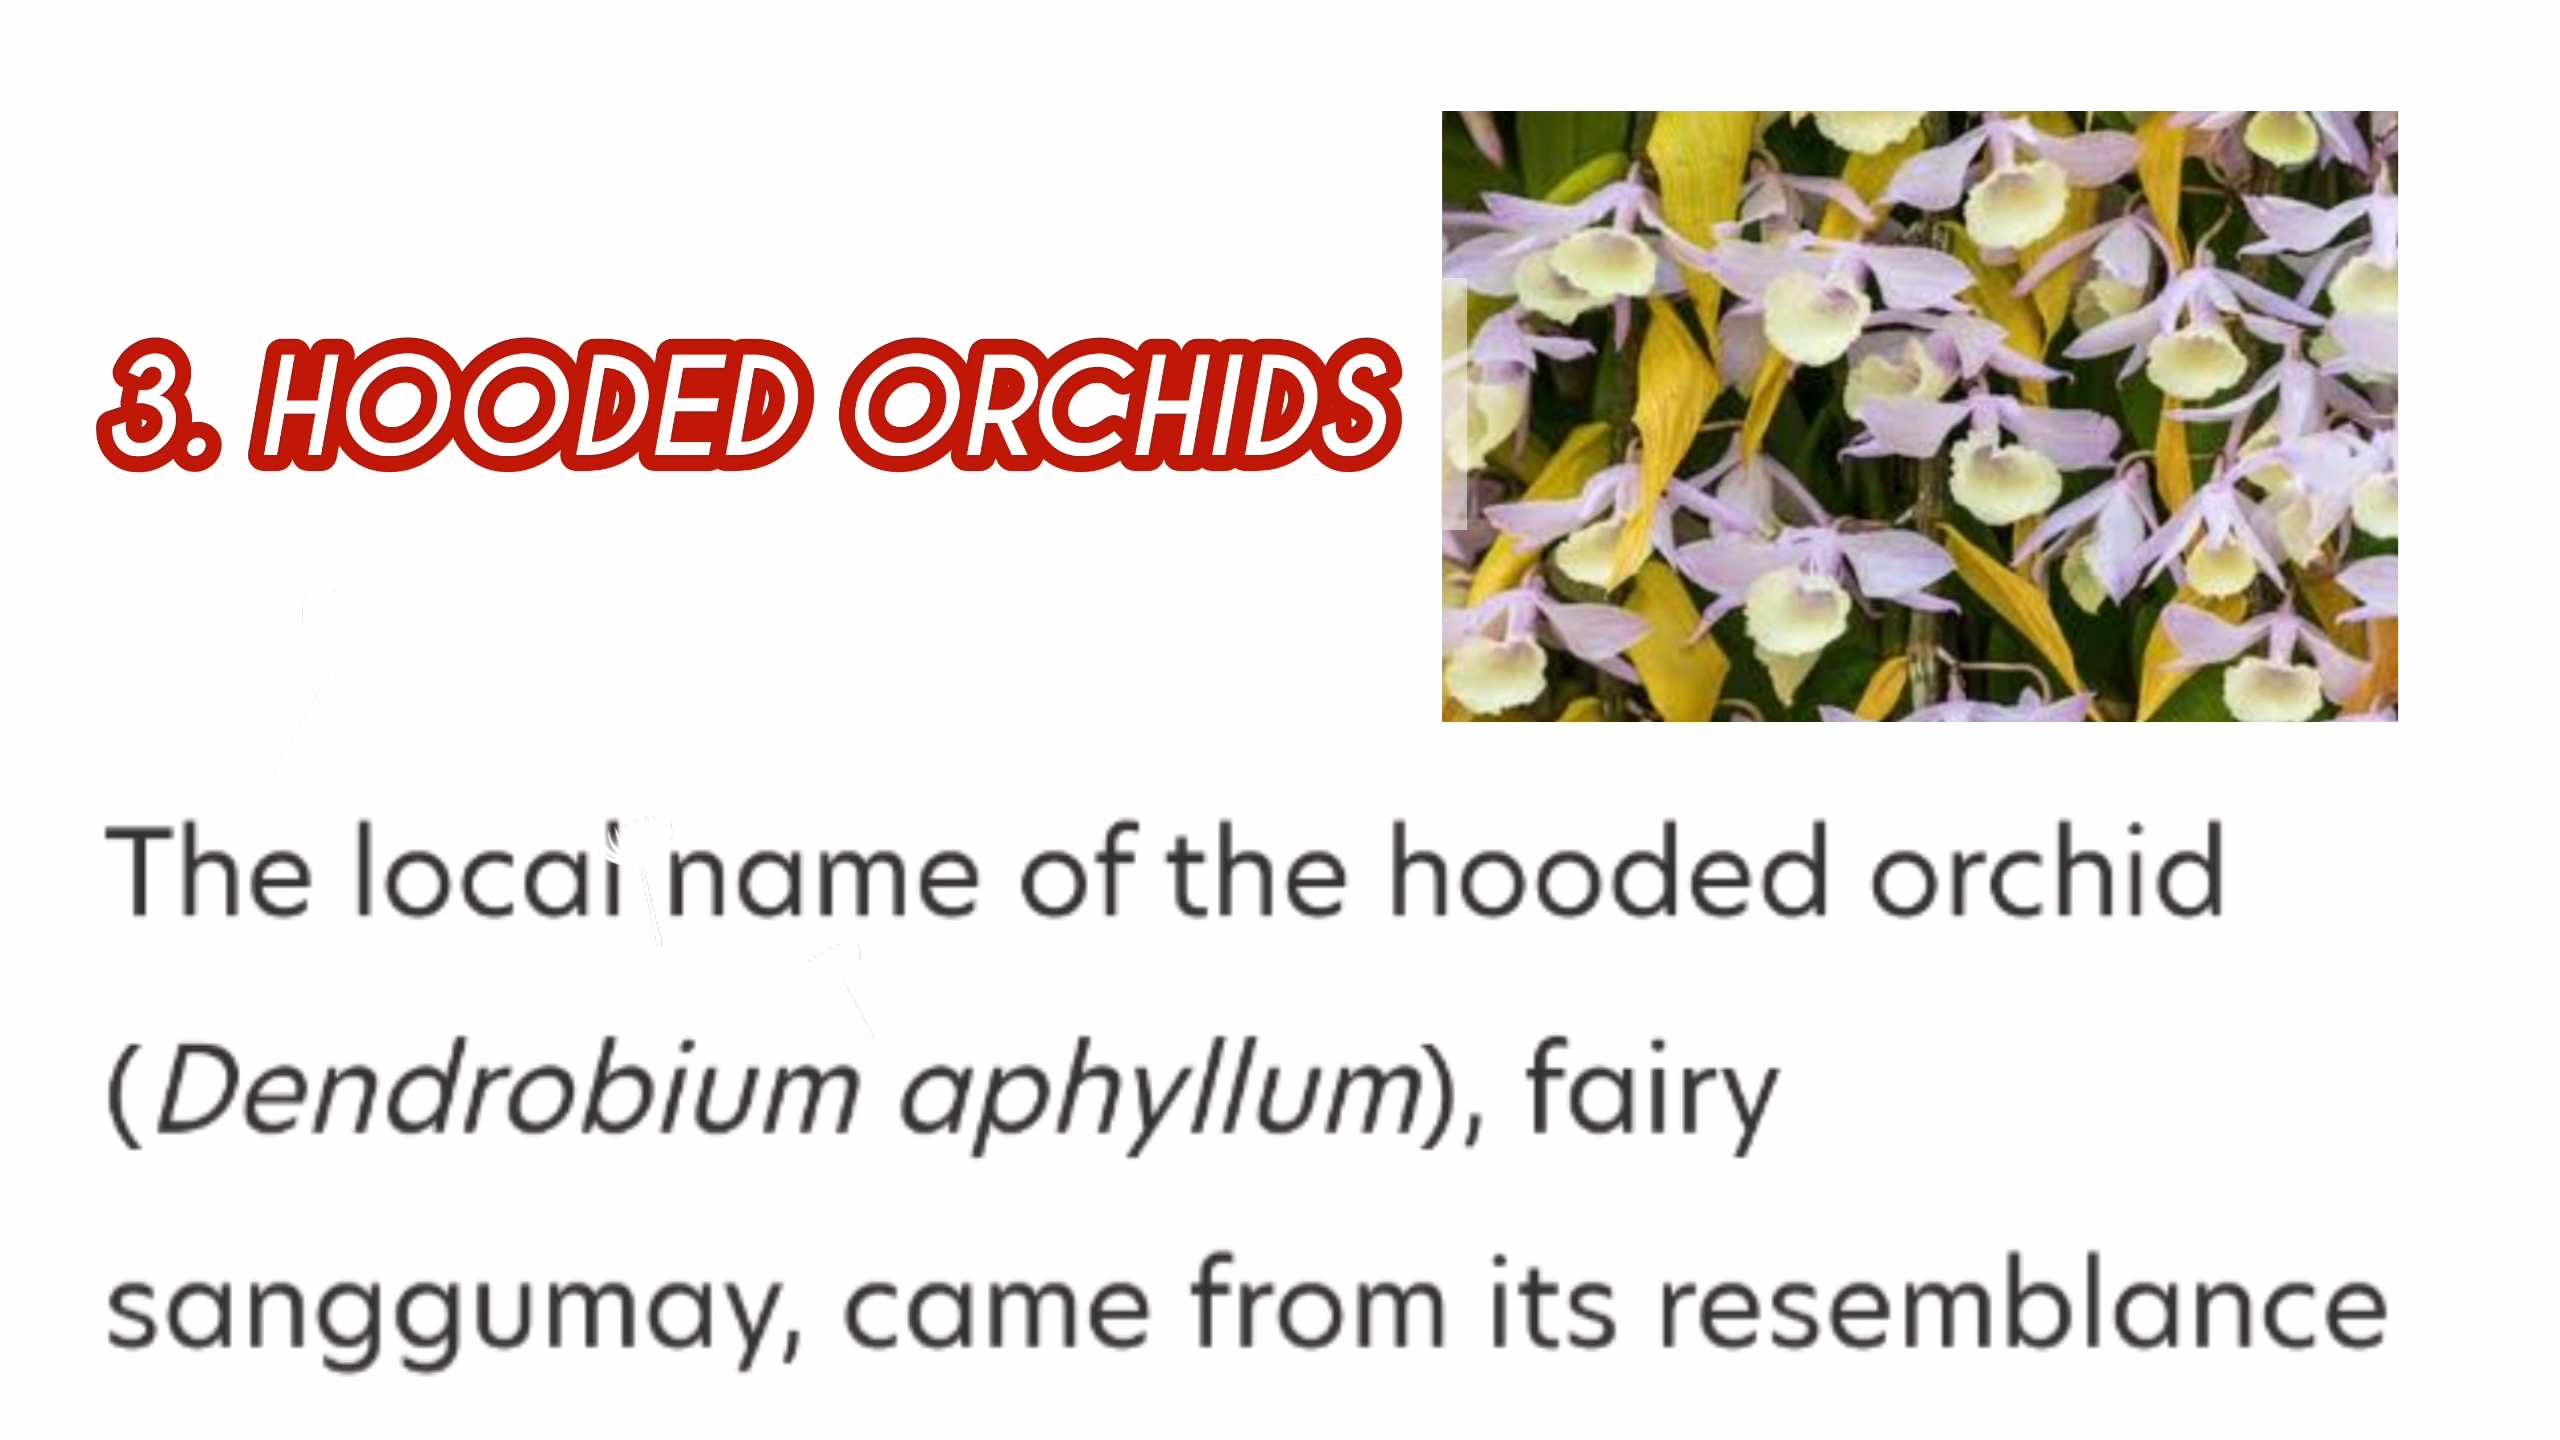 3. HOODED ORCHIDS
The local name of the hooded orchid
(Dendrobium aphyllum), fairy
sanggumay, came from its resemblance